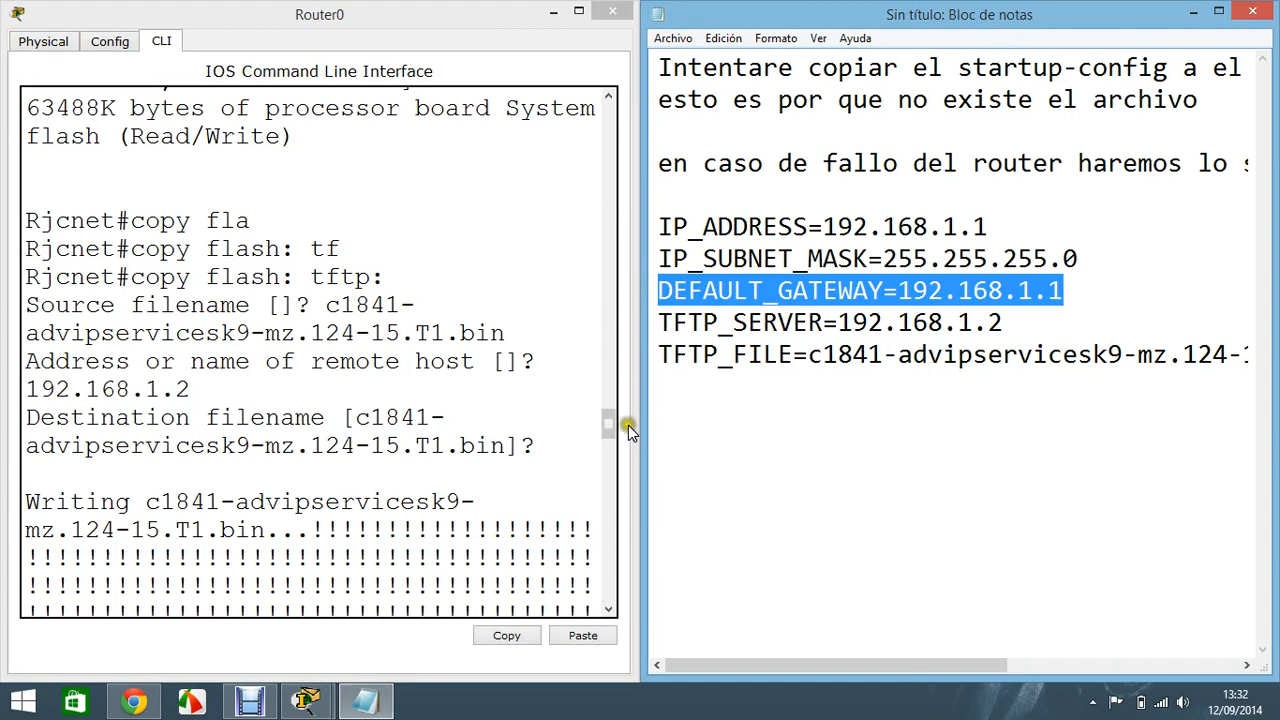 Router0
Physical
Config
CLI
IOS Command Line Interface
63488K bytes of processor board System
flash (Read/Write)
Rjcnet#copy fla
Rjcnet#copy flash: tf
Rjcnet#copy flash: tftp:
Source filename []? c1841-
advipservicesk9-mz.124-15.T1.bin
Address or name of remote host []?
192.168.1.2
Destination filename [c1841-
advipservicesk9-mz.124-15.T1.bin]?
Writing c1841-advipservicesk9-
mz.124-15.T1.bin...!!!!!!!!!!!!!!!!!!!
!!!!!!!!!!!!!!!!!!!!!!!!!!!!!!!!!!!!!!
!!!!!!!!!!!!!!!!!!!!!!!!!!!!!!!!!!!!!!
!!!!!!!!!!!!!!!!!!!!!!!!!!!!!!!!!!!!!!
Copy
Paste
Sin título: Bloc de notas
Archivo Edición Formato Ver Ayuda
Intentare copiar el startup-config a el
esto es por que no existe el archivo
en caso de fallo del router haremos lo
IP_ADDRESS=192.168.1.1
IP_SUBNET_MASK=255.255.255.0
DEFAULT_GATEWAY=192.168.1.1
TFTP_SERVER=192.168.1.2
TFTP_FILE=c1841-advipservicesk9-mz.124-1
13:32
12/09/2014